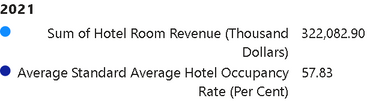 2021
Sum of Hotel Room Revenue (Thousand 322,082.90
Dollars)
Average Standard Average Hotel Occupancy 57.83
Rate (Per Cent)